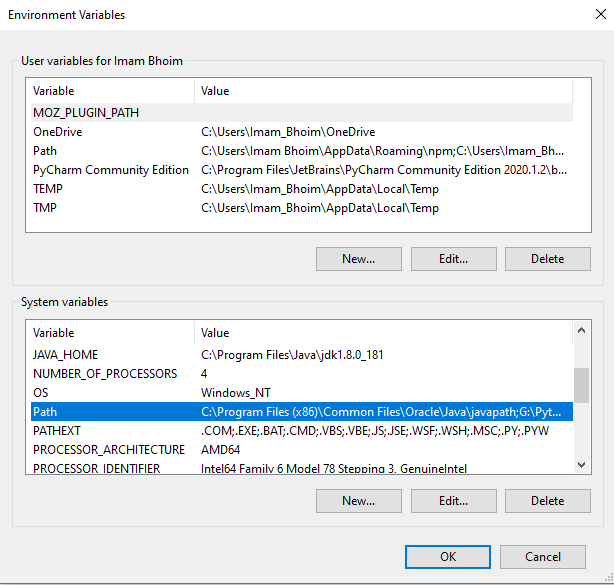 Environment Variables
User variables for Imam Bhoim
Variable Value
MOZ_PLUGIN_PATH
OneDrive C:\Users\Imam_Bhoim\OneDrive
Path C:\Users\Imam Bhoim\AppData\Roaming\npm;C:\Users\Imam_Bh...
PyCharm Community Edition C:\Program Files\JetBrains\PyCharm Community Edition 2020.1.2\b...
TEMP C:\Users\Imam_Bhoim\AppData\Local\Temp
TMP C:\Users\Imam_Bhoim\AppData\Local\Temp
New... Edit... Delete
System variables
Variable Value
JAVA_HOME C:\Program Files\Java\jdk1.8.0_181
NUMBER_OF_PROCESSORS 4
OS Windows_NT
Path C:\Program Files (x86)\Common Files\Oracle\Java\javapath;G:\Pyt...
PATHEXT .COM;.EXE;.BAT;.CMD;.VBS;.VBE;.JS;.JSE;.WSF;.WSH;.MSC;.PY;.PYW
PROCESSOR_ARCHITECTURE AMD64
PROCESSOR_IDENTIFIER Intel64 Family 6 Model 78 Stepping 3, GenuineIntel
New... Edit... Delete
OK Cancel